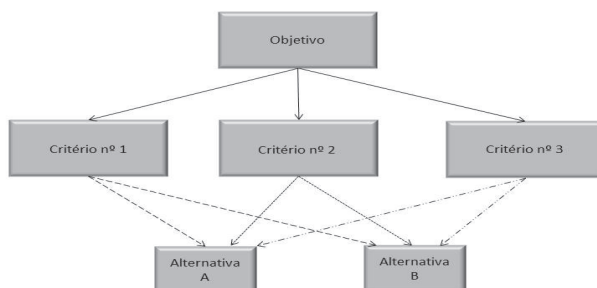 Objetivo
Critério nº 1
Critério nº 2
Critério nº 3
Alternativa
A
Alternativa
B